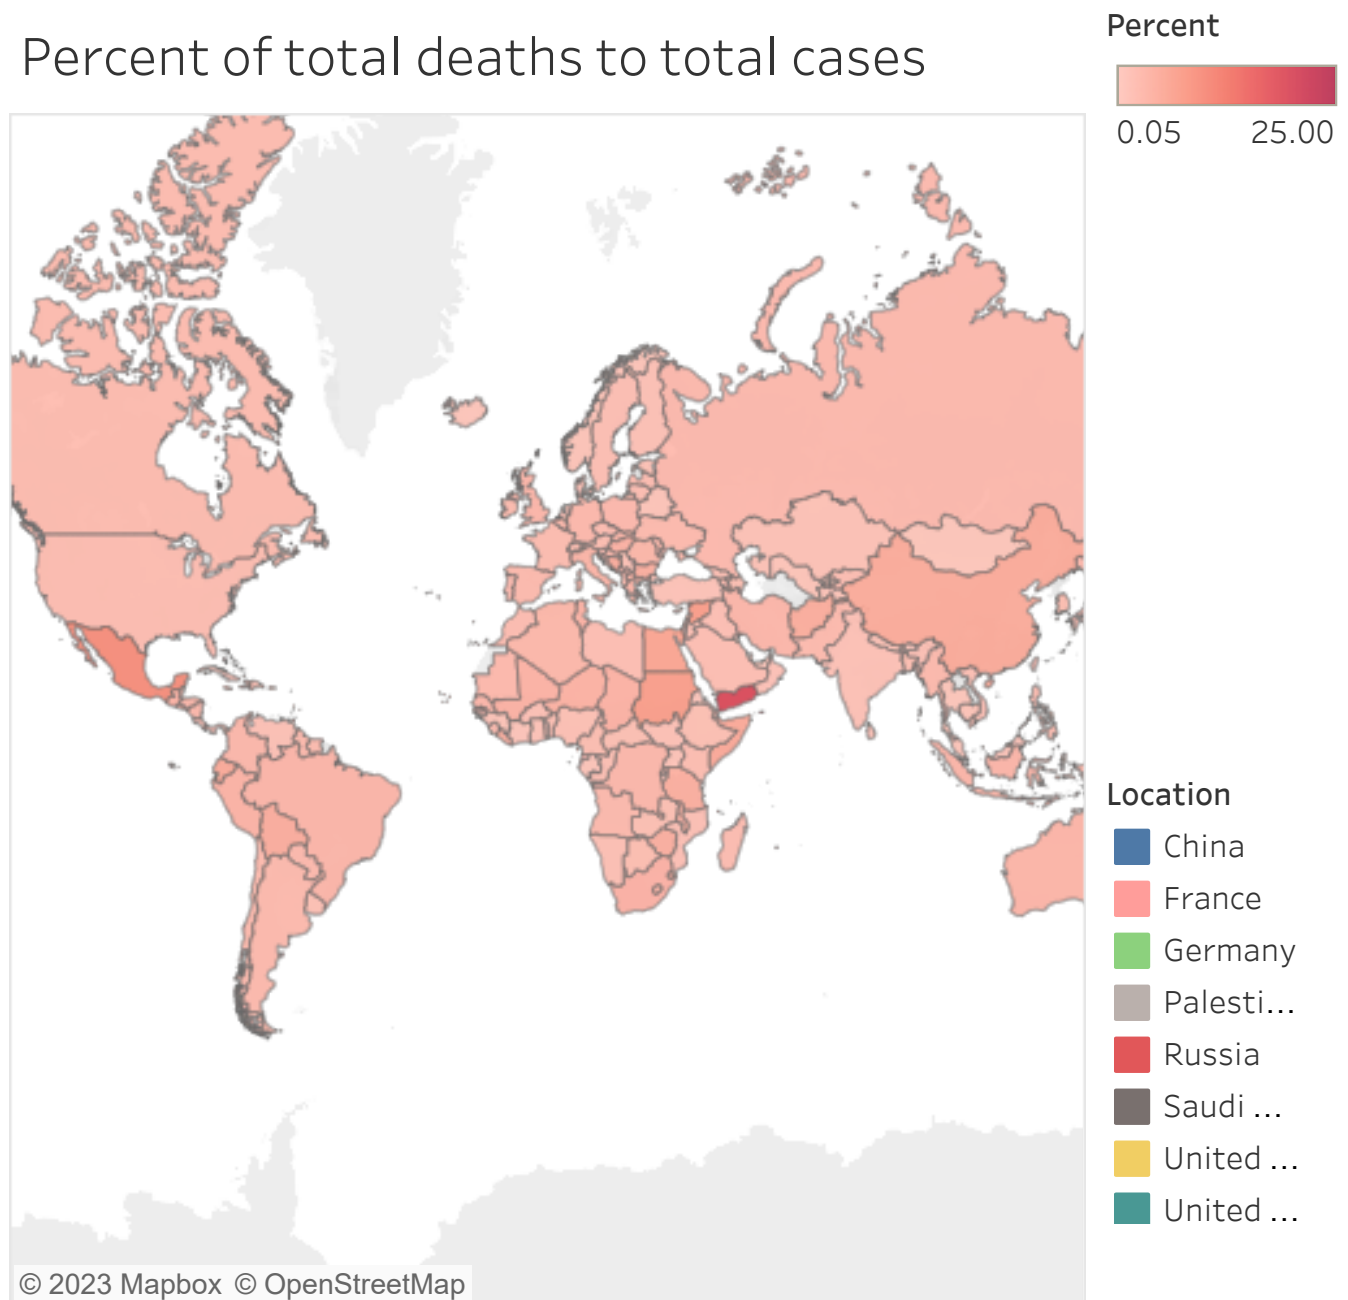 Percent of total deaths to total cases
Percent
0.05 25.00
Location
China
France
Germany
Palesti...
Russia
Saudi ...
United ...
United ...
© 2023 Mapbox © OpenStreetMap